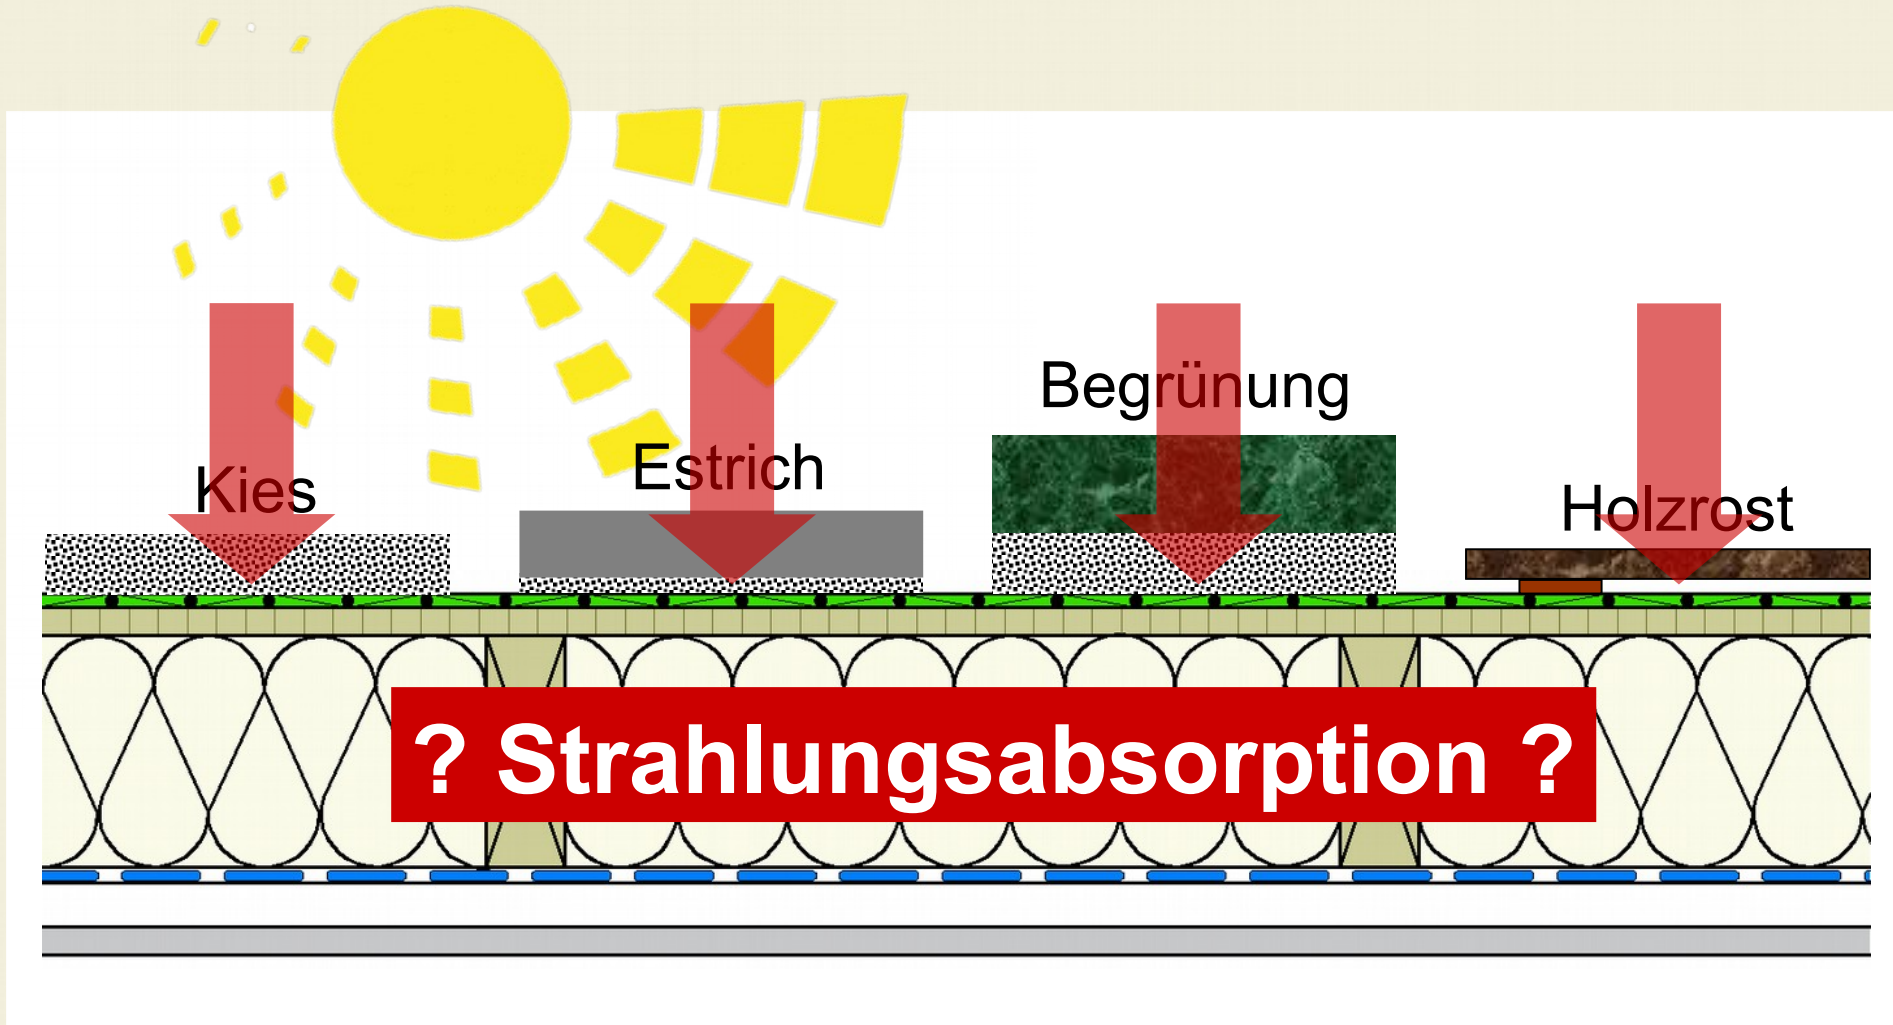 Kies
Estrich
Begrünung
Holzrost
? Strahlungsabsorption ?